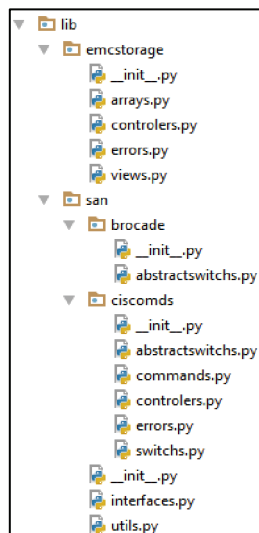 lib
emcstorage
__init__.py
arrays.py
controlers.py
errors.py
views.py
san
brocade
__init__.py
abstractswitchs.py
ciscomds
__init__.py
abstractswitchs.py
commands.py
controlers.py
errors.py
switchs.py
__init__.py
interfaces.py
utils.py